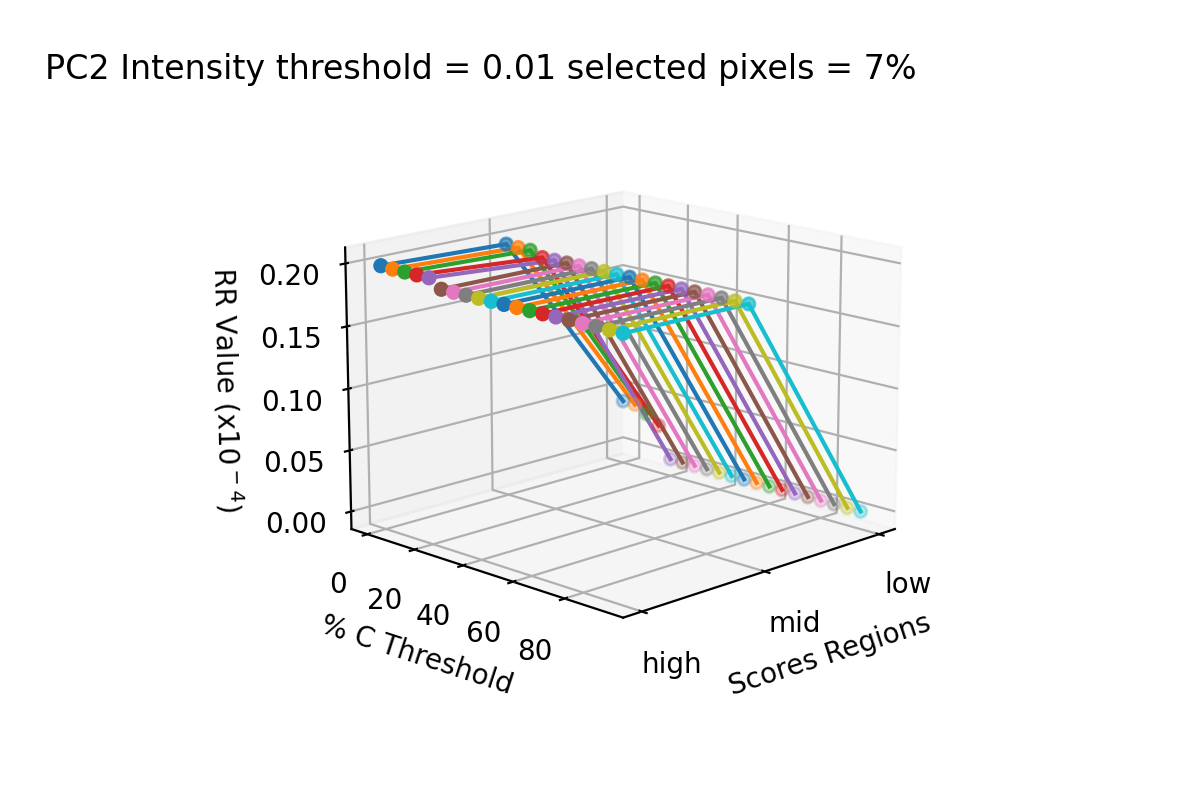 PC2 Intensity threshold = 0.01 selected pixels = 7%
RR Value (x10⁻⁴)
0.20
0.15
0.10
0.05
0.00
0
20
40
60
80
% C Threshold
high
mid
low
Scores Regions